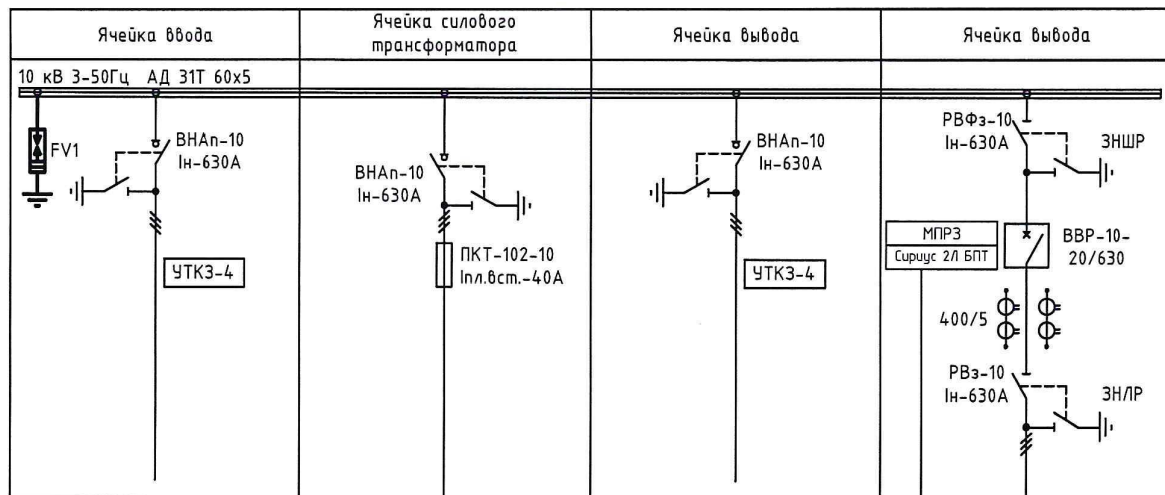 Ячейка ввода
Ячейка силового
трансформатора
Ячейка вывода
Ячейка вывода
10 кВ 3-50Гц АД 31Т 60х5
FV1
ВНАп-10
Iн-630А
УТКЗ-4
ВНАп-10
Iн-630А
ПКТ-102-10
Iпл.вст.-40А
ВНАп-10
Iн-630А
УТКЗ-4
РВФз-10
Iн-630А
ЗНШР
МПРЗ
Сириус 2Л БПТ
ВВР-10-
20/630
400/5
РВз-10
Iн-630А
ЗНЛР